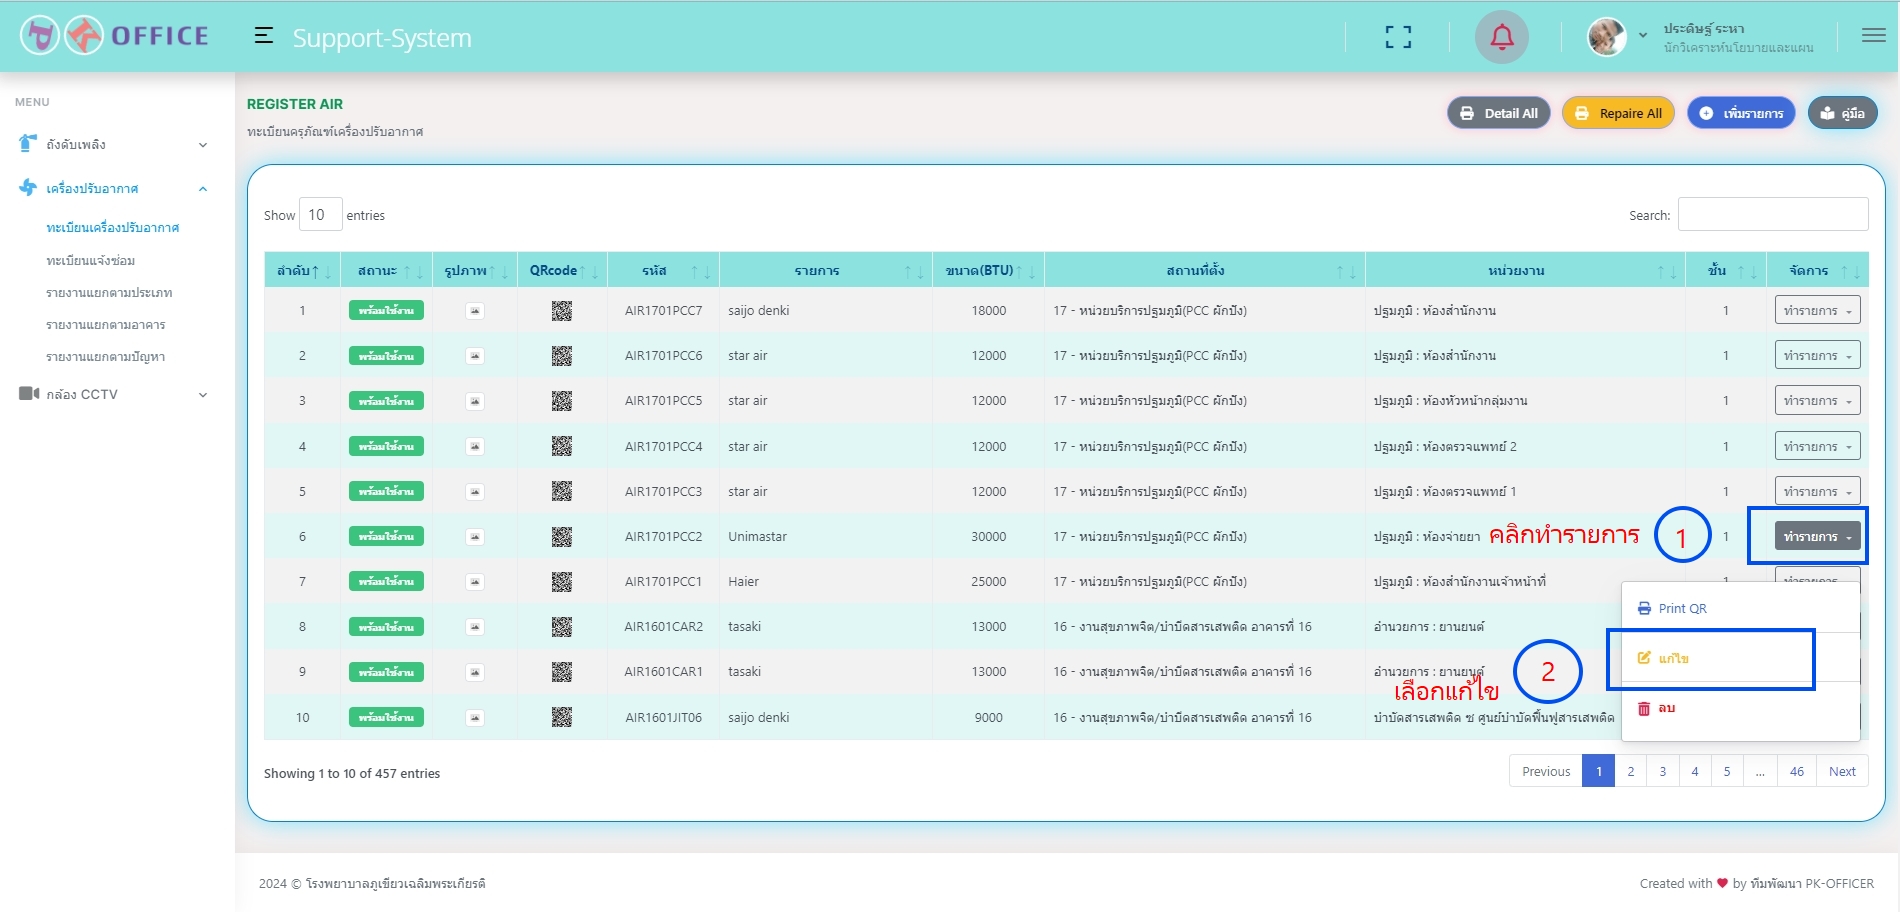 OFFICE
Support-System
ประดิษฐ์ ระหา
นักวิเคราะห์นโยบายและแผน
MENU
ถังดับเพลิง
เครื่องปรับอากาศ
ทะเบียนเครื่องปรับอากาศ
ทะเบียนแจ้งซ่อม
รายงานแยกตามประเภท
รายงานแยกตามอาคาร
รายงานแยกตามปัญหา
กล้อง CCTV
REGISTER AIR
ทะเบียนครุภัณฑ์เครื่องปรับอากาศ
Detail All
Repaire All
เพิ่มรายการ
คู่มือ
Show 10 entries
Search:
ลำดับ สถานะ รูปภาพ QRcode รหัส รายการ ขนาด(BTU) สถานที่ตั้ง หน่วยงาน ชั้น จัดการ
1 พร้อมใช้งาน AIR1701PCC7 saijo denki 18000 17 - หน่วยบริการปฐมภูมิ(PCC ผักปัง) ปฐมภูมิ : ห้องสำนักงาน 1 ทำรายการ
2 พร้อมใช้งาน AIR1701PCC6 star air 12000 17 - หน่วยบริการปฐมภูมิ(PCC ผักปัง) ปฐมภูมิ : ห้องสำนักงาน 1 ทำรายการ
3 พร้อมใช้งาน AIR1701PCC5 star air 12000 17 - หน่วยบริการปฐมภูมิ(PCC ผักปัง) ปฐมภูมิ : ห้องหัวหน้ากลุ่มงาน 1 ทำรายการ
4 พร้อมใช้งาน AIR1701PCC4 star air 12000 17 - หน่วยบริการปฐมภูมิ(PCC ผักปัง) ปฐมภูมิ : ห้องตรวจแพทย์ 2 1 ทำรายการ
5 พร้อมใช้งาน AIR1701PCC3 star air 12000 17 - หน่วยบริการปฐมภูมิ(PCC ผักปัง) ปฐมภูมิ : ห้องตรวจแพทย์ 1 1 ทำรายการ
6 พร้อมใช้งาน AIR1701PCC2 Unimastar 30000 17 - หน่วยบริการปฐมภูมิ(PCC ผักปัง) ปฐมภูมิ : ห้องจ่ายยา คลิกทำรายการ 1 1 ทำรายการ
7 พร้อมใช้งาน AIR1701PCC1 Haier 25000 17 - หน่วยบริการปฐมภูมิ(PCC ผักปัง) ปฐมภูมิ : ห้องสำนักงานเจ้าหน้าที่ 1 ทำรายการ
Print QR
8 พร้อมใช้งาน AIR1601CAR2 tasaki 13000 16 - งานสุขภาพจิต/บำบัดสารเสพติด อาคารที่ 16 อำนวยการ : ยานยนต์
แก้ไข
9 พร้อมใช้งาน AIR1601CAR1 tasaki 13000 16 - งานสุขภาพจิต/บำบัดสารเสพติด อาคารที่ 16 อำนวยการ : ยานยนต์ 2
เลือกแก้ไข
ลบ
10 พร้อมใช้งาน AIR1601JIT06 saijo denki 9000 16 - งานสุขภาพจิต/บำบัดสารเสพติด อาคารที่ 16 บำบัดสารเสพติด ช ศูนย์บำบัดฟื้นฟูสารเสพติด
Showing 1 to 10 of 457 entries
Previous 1 2 3 4 5 ... 46 Next
2024 © โรงพยาบาลภูเขียวเฉลิมพระเกียรติ
Created with ♥ by ทีมพัฒนา PK-OFFICER